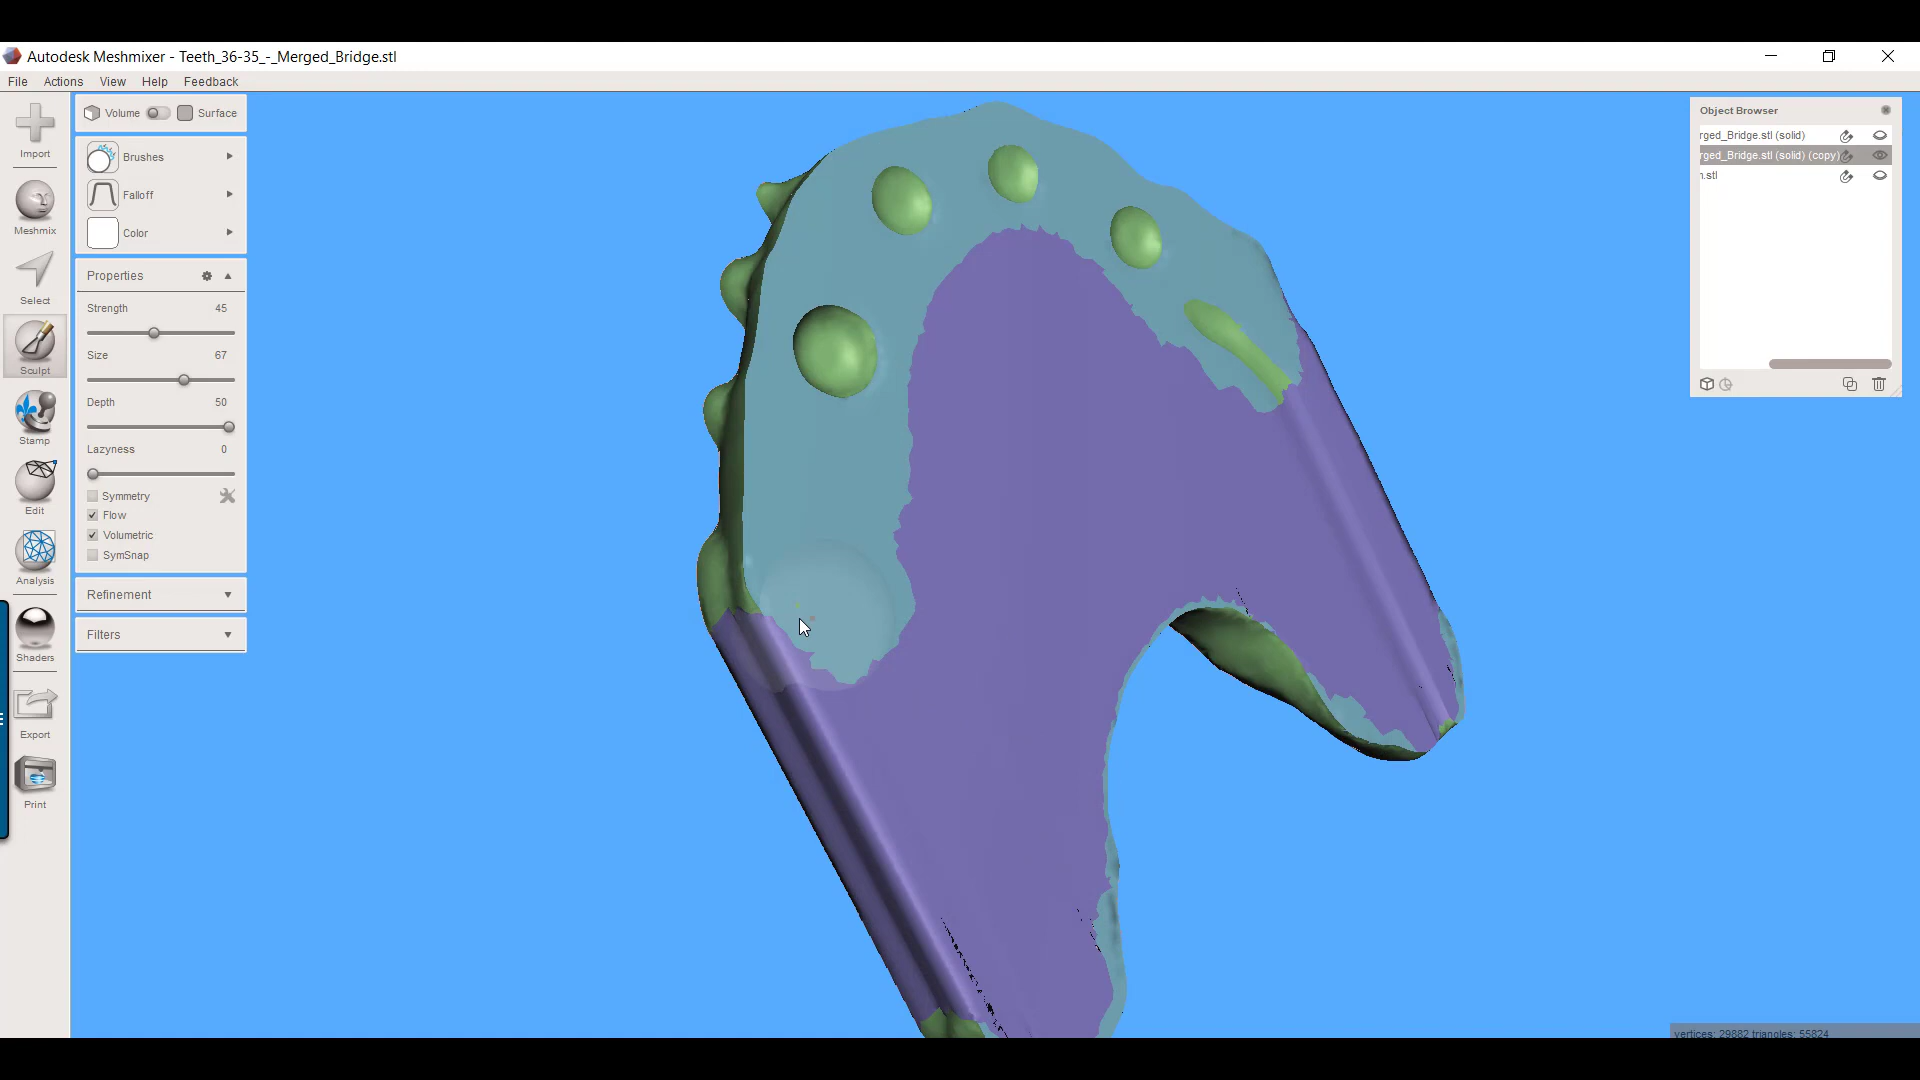 Autodesk Meshmixer - Teeth_36-35_-_Merged_Bridge.stl
File Actions View Help Feedback
Import
Meshmix
Select
Sculpt
Stamp
Edit
Analysis
Shaders
Export
Print
Volume Surface
Brushes
Falloff
Color
Properties
Strength 45
Size 67
Depth 50
Lazyness 0
Symmetry
Flow
Volumetric
SymSnap
Refinement
Filters
Object Browser
rged_Bridge.stl (solid)
rged_Bridge.stl (solid) (copy)
n.stl
vertices: 29882 triangles: 55824